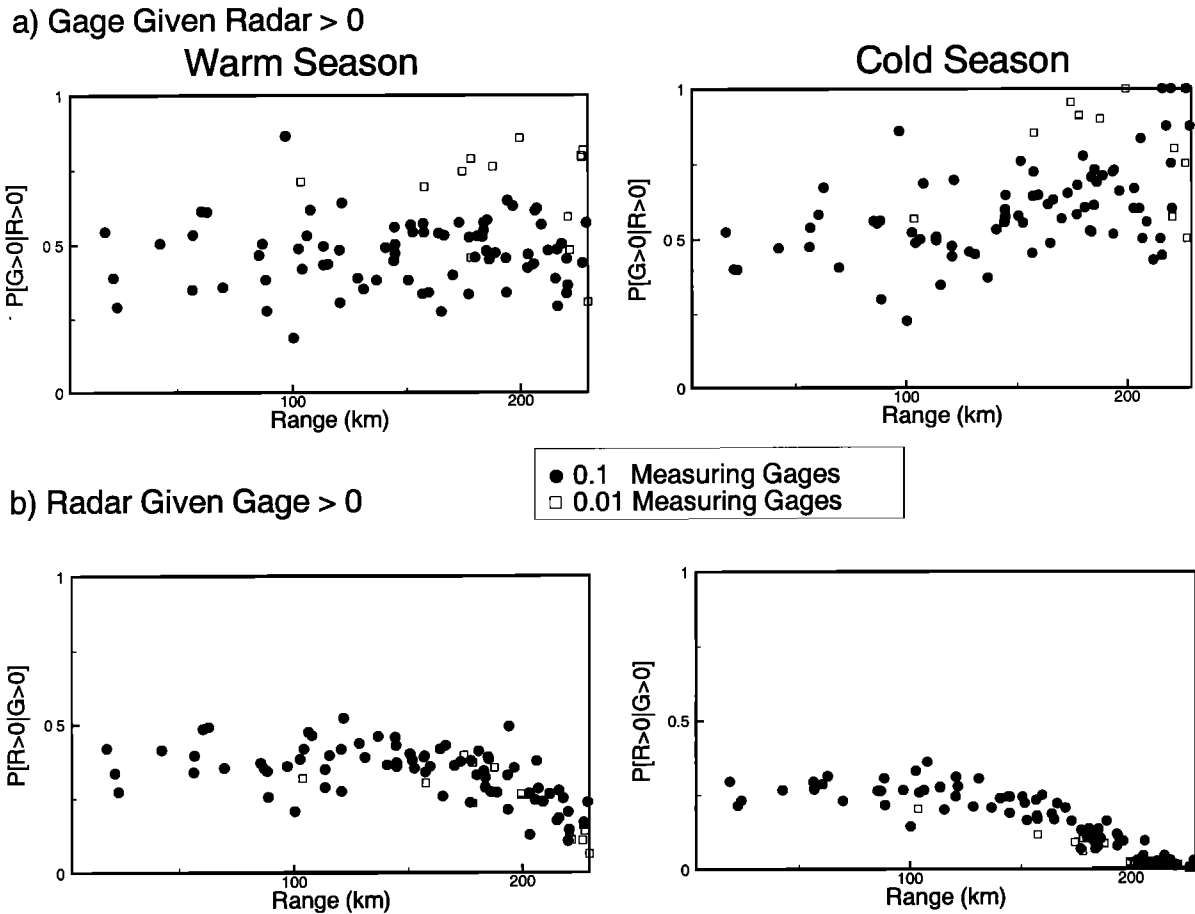 a) Gage Given Radar > 0
Warm Season
Cold Season
1
P[G>0|R>0]
0 5
0
100
200
Range (km)
1
P[G>0|R>0]
0.5
0
100
200
Range (km)
● 0.1 Measuring Gages
□ 0.01 Measuring Gages
b) Radar Given Gage > 0
1
P[R>0|G>0]
0 5
0
100
200
Range (km)
1
P[R>0|G>0]
0.5
0
100
200
Range (km)